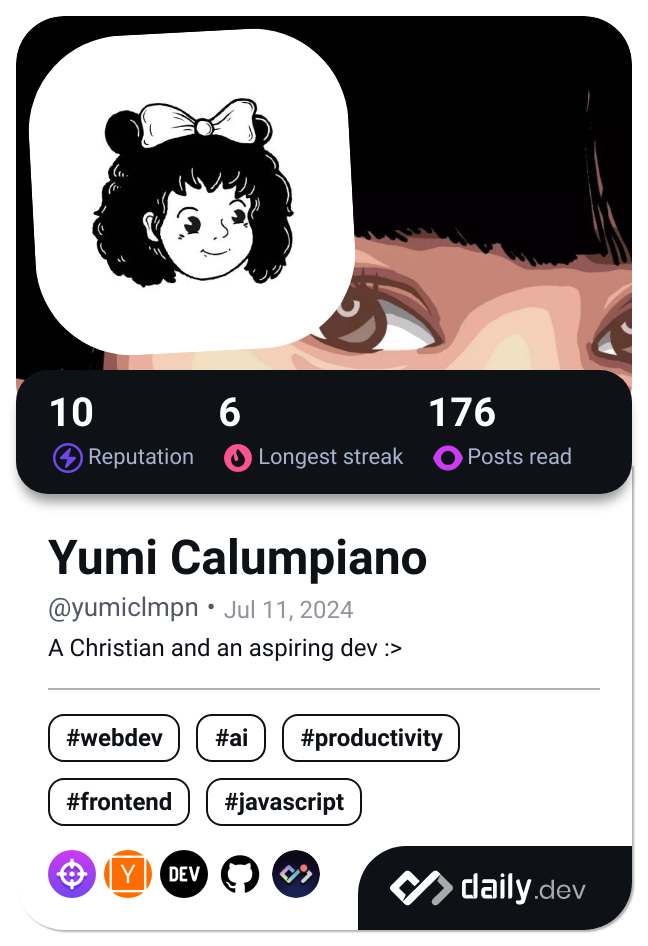 10 6 176
Reputation Longest streak Posts read
Yumi Calumpiano
@yumiclmpn • Jul 11, 2024
A Christian and an aspiring dev :>
#webdev #ai #productivity
#frontend #javascript
Y DEV daily.dev